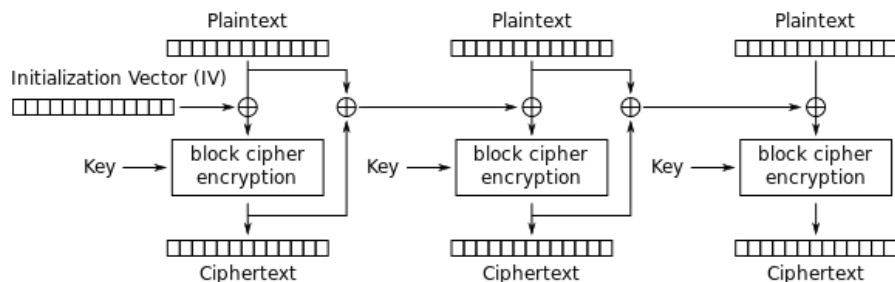 Plaintext
Plaintext
Plaintext
Initialization Vector (IV)
Key
block cipher
encryption
Key
block cipher
encryption
Key
block cipher
encryption
Ciphertext
Ciphertext
Ciphertext